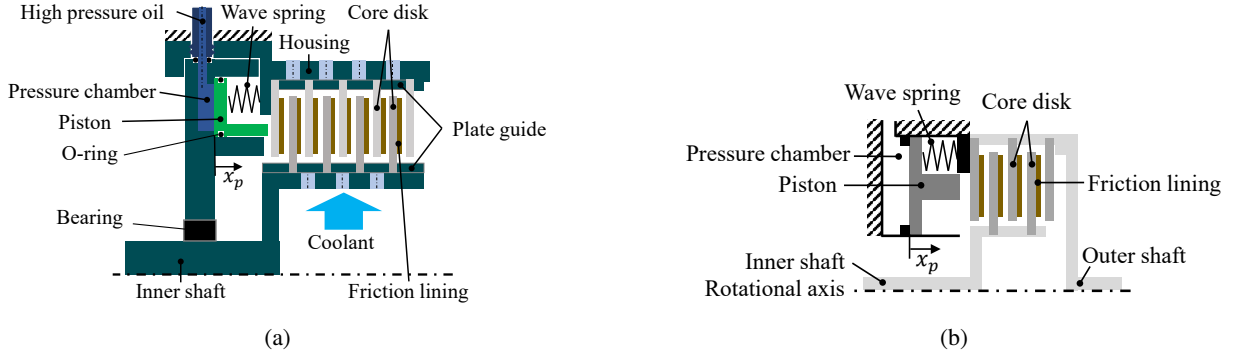 High pressure oil
Wave spring
Core disk
Housing
Pressure chamber
Piston
O-ring
Plate guide
x_p
Bearing
Coolant
Inner shaft
Friction lining
(a)
Wave spring
Core disk
Pressure chamber
Piston
Friction lining
x_p
Inner shaft
Outer shaft
Rotational axis
(b)